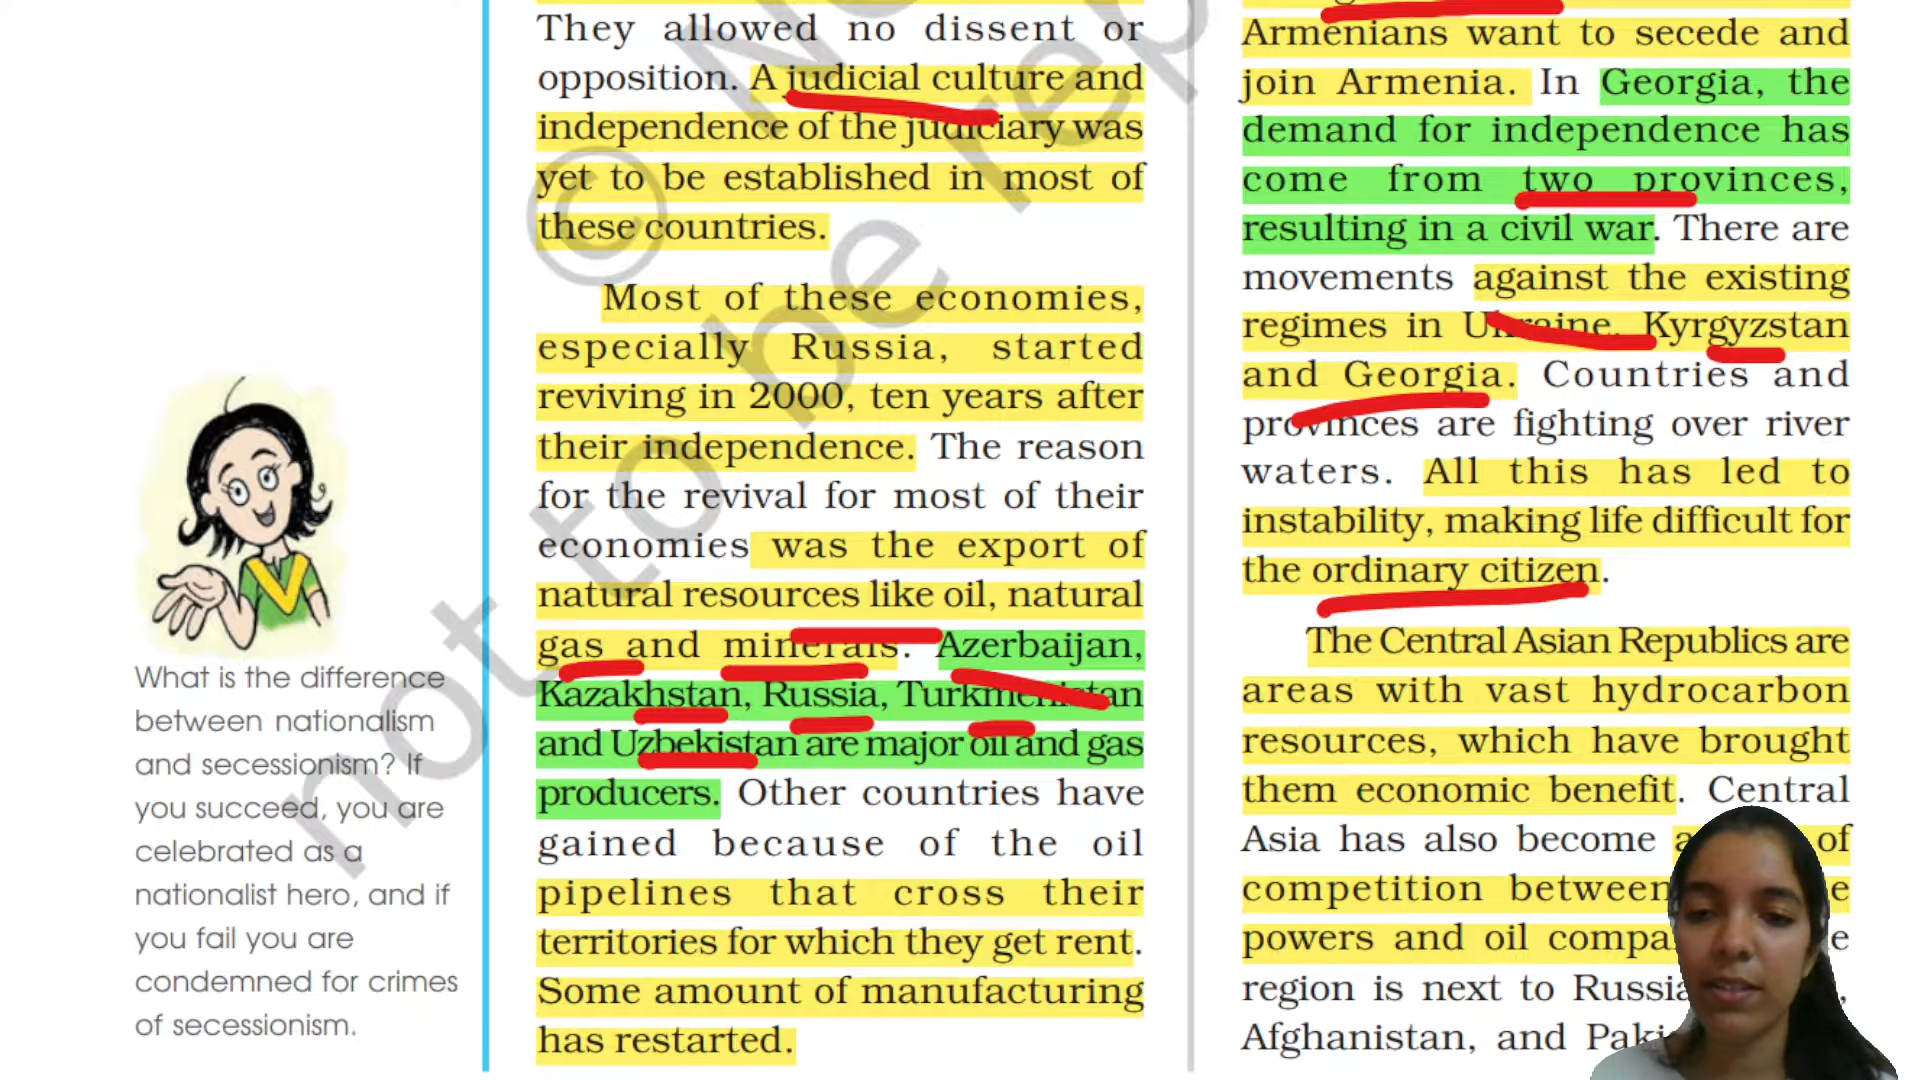 They allowed no dissent or
opposition. A judicial culture and
independence of the judiciary was
yet to be established in most of
these countries.
Most of these economies,
especially Russia, started
reviving in 2000, ten years after
their independence. The reason
for the revival for most of their
economies was the export of
natural resources like oil, natural
gas and minerals. Azerbaijan,
Kazakhstan, Russia, Turkmenistan
and Uzbekistan are major oil and gas
producers. Other countries have
gained because of the oil
pipelines that cross their
territories for which they get rent.
Some amount of manufacturing
has restarted.
What is the difference
between nationalism
and secessionism? If
you succeed, you are
celebrated as a
nationalist hero, and if
you fail you are
condemned for crimes
of secessionism.
Armenians want to secede and
join Armenia. In Georgia, the
demand for independence has
come from two provinces,
resulting in a civil war. There are
movements against the existing
regimes in Ukraine, Kyrgyzstan
and Georgia. Countries and
provinces are fighting over river
waters. All this has led to
instability, making life difficult for
the ordinary citizen.
The Central Asian Republics are
areas with vast hydrocarbon
resources, which have brought
them economic benefit. Central
Asia has also become of
competition between
powers and oil
region is next to
Afghanistan, and
not to be